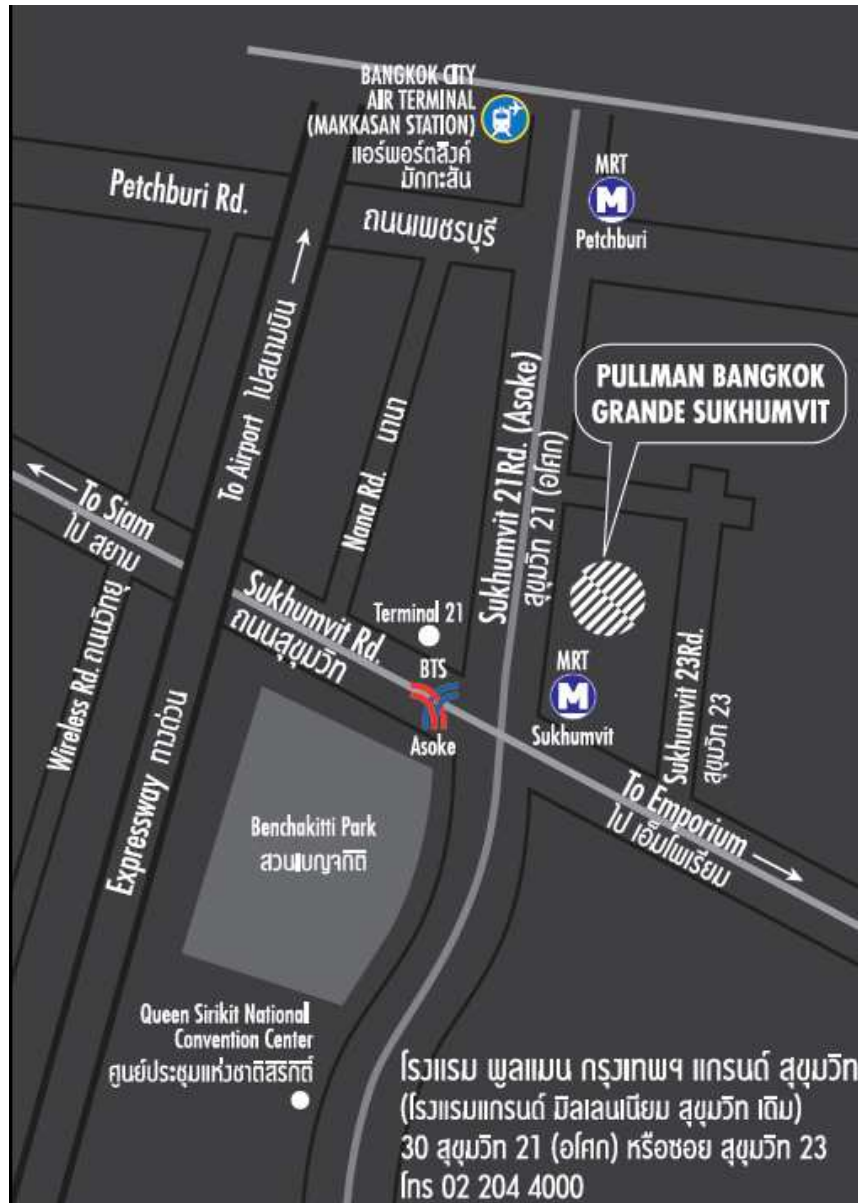 BANGKOK CITY
AIR TERMINAL
(MAKKASAN STATION)
แอร์พอร์ตลิงค์
มักกะสัน
MRT
M
Petchburi
Petchburi Rd.
ถนนเพชรบุรี
To Airport ไปสนามบิน
Nana Rd. นานา
Sukhumvit 21Rd. (Asoke)
สุขุมวิท 21 (อโศก)
PULLMAN BANGKOK
GRANDE SUKHUMVIT
To Siam
ไป สยาม
Sukhumvit Rd.
ถนนสุขุมวิท
Terminal 21
BTS
Asoke
MRT
M
Sukhumvit
Sukhumvit 23Rd.
สุขุมวิท 23
Wireless Rd. ถนนวิทยุ
Expressway ทางด่วน
To Emporium
ไป เอ็มโพเรียม
Benchakitti Park
สวนเบญจกิติ
Queen Sirikit National
Convention Center
ศูนย์ประชุมแห่งชาติสิริกิติ์
โรงแรม พูลแมน กรุงเทพฯ แกรนด์ สุขุมวิท
(โรงแรมแกรนด์ มิลเลนเนียม สุขุมวิท เดิม)
30 สุขุมวิท 21 (อโศก) หรือซอย สุขุมวิท 23
โทร 02 204 4000